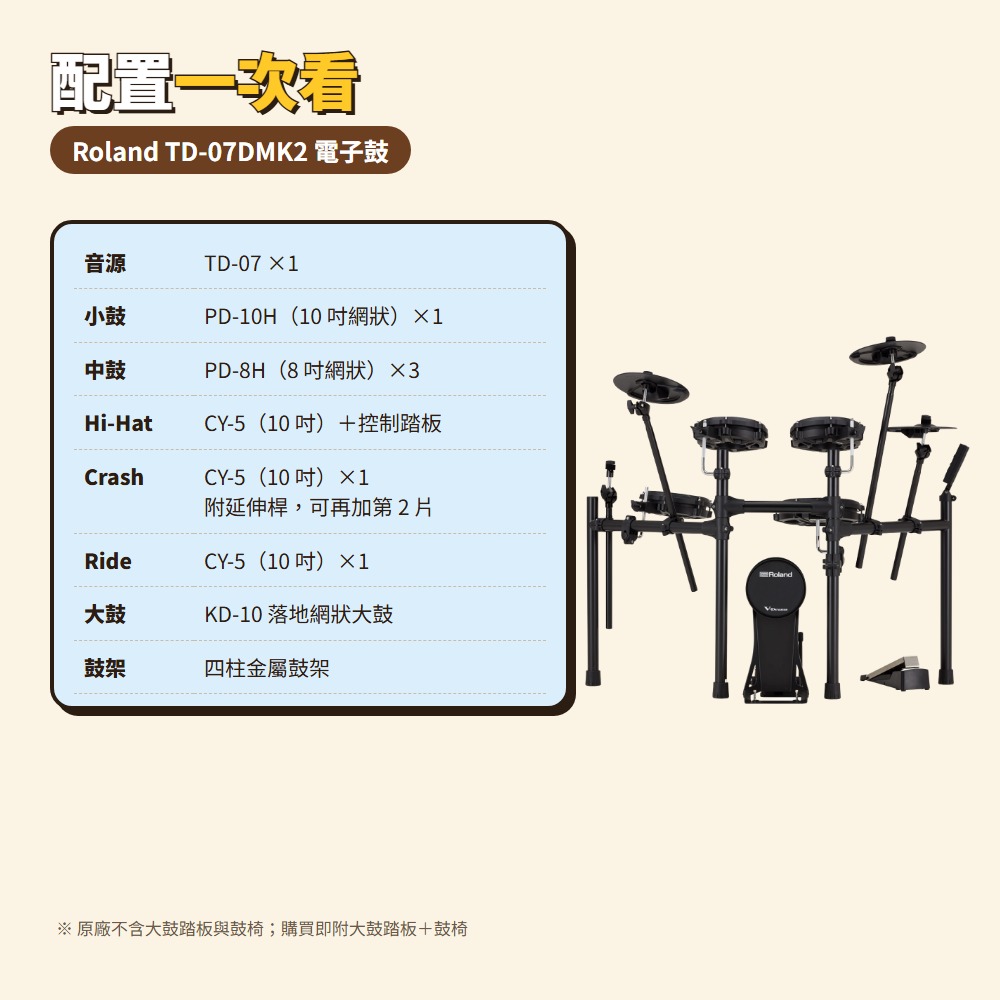 配置一次看
Roland TD-07DMK2 電子鼓
音源 TD-07 ×1
小鼓 PD-10H（10 吋網狀）×1
中鼓 PD-8H（8 吋網狀）×3
Hi-Hat CY-5（10 吋）＋控制踏板
Crash CY-5（10 吋）×1
附延伸桿，可再加第 2 片
Ride CY-5（10 吋）×1
大鼓 KD-10 落地網狀大鼓
鼓架 四柱金屬鼓架
Roland
V-Drums
※ 原廠不含大鼓踏板與鼓椅；購買即附大鼓踏板＋鼓椅